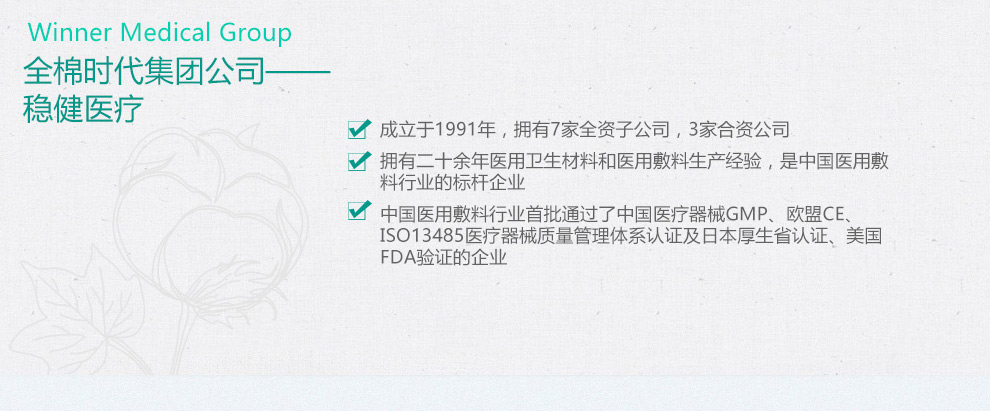 Winner Medical Group
全棉时代集团公司——
稳健医疗
成立于1991年，拥有7家全资子公司，3家合资公司
拥有二十余年医用卫生材料和医用敷料生产经验，是中国医用敷
料行业的标杆企业
中国医用敷料行业首批通过了中国医疗器械GMP、欧盟CE、
ISO13485医疗器械质量管理体系认证及日本厚生省认证、美国
FDA验证的企业